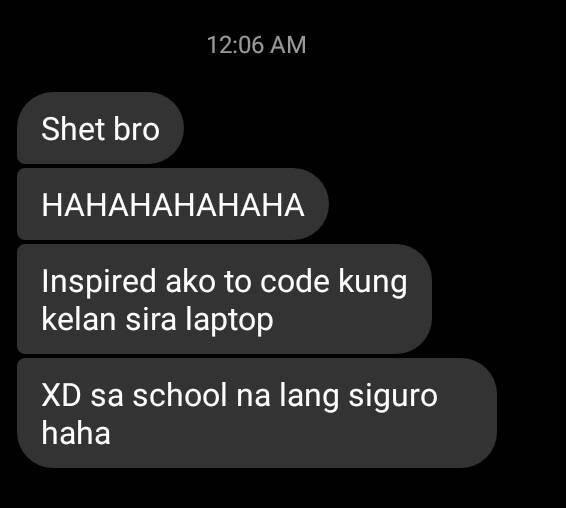 12:06 AM
Shet bro
HAHAHAHAHAHA
Inspired ako to code kung
kelan sira laptop
XD sa school na lang siguro
haha